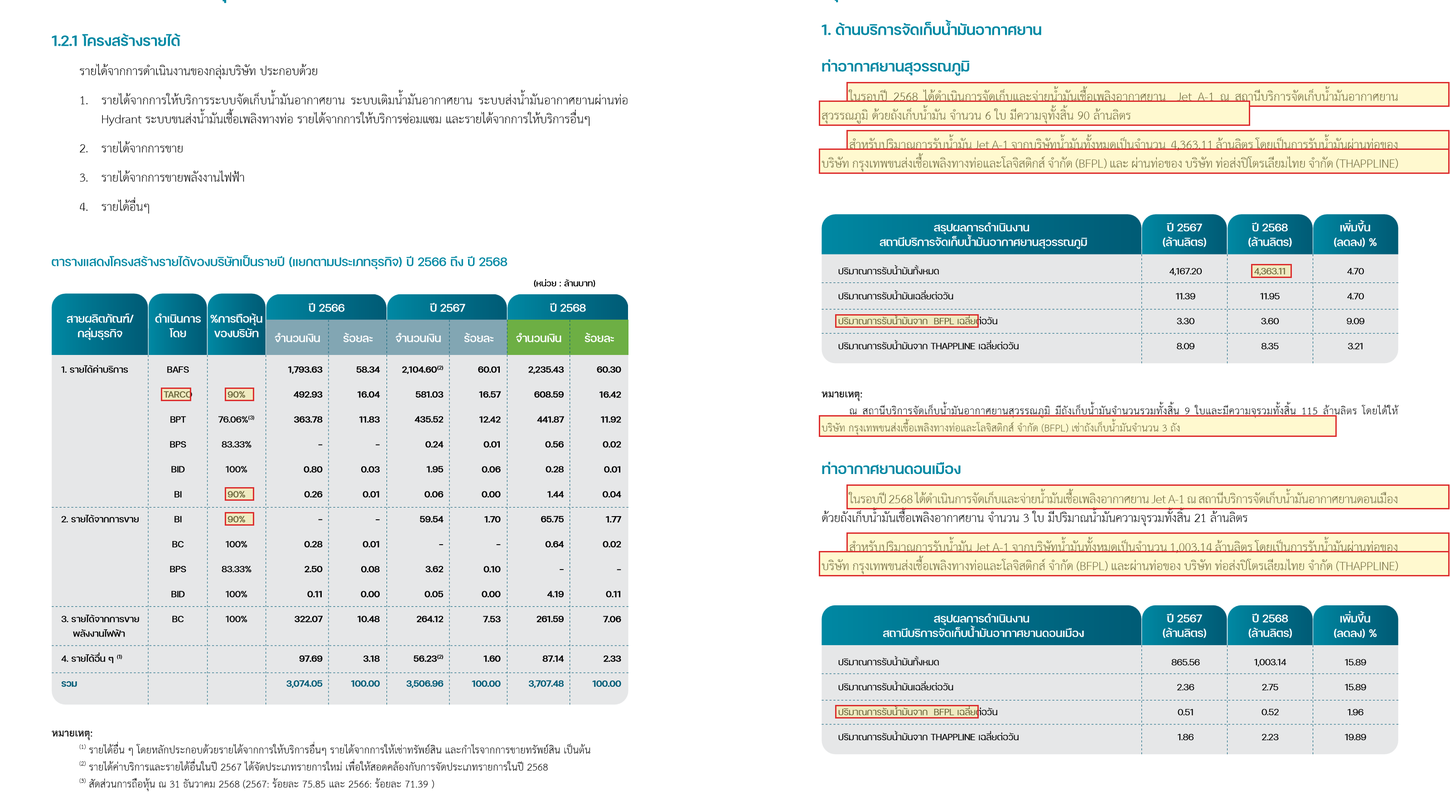 1.2.1 โครงสร้างรายได้
รายได้จากการดำเนินงานของกลุ่มบริษัท ประกอบด้วย
1. รายได้จากการให้บริการระบบจัดเก็บน้ำมันอากาศยาน ระบบเติมน้ำมันอากาศยาน ระบบส่งน้ำมันอากาศยานผ่านท่อ
Hydrant ระบบขนส่งน้ำมันเชื้อเพลิงทางท่อ รายได้จากการให้บริการซ่อมแซม และรายได้จากการให้บริการอื่นๆ
2. รายได้จากการขาย
3. รายได้จากการขายพลังงานไฟฟ้า
4. รายได้อื่นๆ
ตารางแสดงโครงสร้างรายได้ของบริษัทเป็นรายปี (แยกตามประเภทธุรกิจ) ปี 2566 ถึง ปี 2568
(หน่วย : ล้านบาท)
สายผลิตภัณฑ์/กลุ่มธุรกิจ ดำเนินการโดย %การถือหุ้นของบริษัท ปี 2566 ปี 2567 ปี 2568
จำนวนเงิน ร้อยละ จำนวนเงิน ร้อยละ จำนวนเงิน ร้อยละ
1. รายได้ค่าบริการ BAFS 1,793.63 58.34 2,104.60⁽²⁾ 60.01 2,235.43 60.30
TARCO 90% 492.93 16.04 581.03 16.57 608.59 16.42
BPT 76.06%⁽³⁾ 363.78 11.83 435.52 12.42 441.87 11.92
BPS 83.33% – – 0.24 0.01 0.56 0.02
BID 100% 0.80 0.03 1.95 0.06 0.28 0.01
BI 90% 0.26 0.01 0.06 0.00 1.44 0.04
2. รายได้จากการขาย BI 90% – – 59.54 1.70 65.75 1.77
BC 100% 0.28 0.01 – – 0.64 0.02
BPS 83.33% 2.50 0.08 3.62 0.10 – –
BID 100% 0.11 0.00 0.05 0.00 4.19 0.11
3. รายได้จากการขาย BC 100% 322.07 10.48 264.12 7.53 261.59 7.06
พลังงานไฟฟ้า
4. รายได้อื่น ๆ ⁽¹⁾ 97.69 3.18 56.23⁽²⁾ 1.60 87.14 2.33
รวม 3,074.05 100.00 3,506.96 100.00 3,707.48 100.00
หมายเหตุ:
⁽¹⁾ รายได้อื่น ๆ โดยหลักประกอบด้วยรายได้จากการให้บริการอื่นๆ รายได้จากการให้เช่าทรัพย์สิน และกำไรจากการขายทรัพย์สิน เป็นต้น
⁽²⁾ รายได้ค่าบริการและรายได้อื่นในปี 2567 ได้จัดประเภทรายการใหม่ เพื่อให้สอดคล้องกับการจัดประเภทรายการในปี 2568
⁽³⁾ สัดส่วนการถือหุ้น ณ 31 ธันวาคม 2568 (2567: ร้อยละ 75.85 และ 2566: ร้อยละ 71.39 )
1. ด้านบริการจัดเก็บน้ำมันอากาศยาน
ท่าอากาศยานสุวรรณภูมิ
ในรอบปี 2568 ได้ดำเนินการจัดเก็บและจ่ายน้ำมันเชื้อเพลิงอากาศยาน Jet A-1 ณ สถานีบริการจัดเก็บน้ำมันอากาศยาน
สุวรรณภูมิ ด้วยถังเก็บน้ำมัน จำนวน 6 ใบ มีความจุทั้งสิ้น 90 ล้านลิตร
สำหรับปริมาณการรับน้ำมัน Jet A-1 จากบริษัทน้ำมันทั้งหมดเป็นจำนวน 4,363.11 ล้านลิตร โดยเป็นการรับน้ำมันผ่านท่อของ
บริษัท กรุงเทพขนส่งเชื้อเพลิงทางท่อและโลจิสติกส์ จำกัด (BFPL) และ ผ่านท่อของ บริษัท ท่อส่งปิโตรเลียมไทย จำกัด (THAPPLINE)
สรุปผลการดำเนินงาน ปี 2567 ปี 2568 เพิ่มขึ้น
สถานีบริการจัดเก็บน้ำมันอากาศยานสุวรรณภูมิ (ล้านลิตร) (ล้านลิตร) (ลดลง) %
ปริมาณการรับน้ำมันทั้งหมด 4,167.20 4,363.11 4.70
ปริมาณการรับน้ำมันเฉลี่ยต่อวัน 11.39 11.95 4.70
ปริมาณการรับน้ำมันจาก BFPL เฉลี่ยต่อวัน 3.30 3.60 9.09
ปริมาณการรับน้ำมันจาก THAPPLINE เฉลี่ยต่อวัน 8.09 8.35 3.21
หมายเหตุ:
ณ สถานีบริการจัดเก็บน้ำมันอากาศยานสุวรรณภูมิ มีถังเก็บน้ำมันจำนวนรวมทั้งสิ้น 9 ใบและมีความจุรวมทั้งสิ้น 115 ล้านลิตร โดยได้ให้
บริษัท กรุงเทพขนส่งเชื้อเพลิงทางท่อและโลจิสติกส์ จำกัด (BFPL) เช่าถังเก็บน้ำมันจำนวน 3 ถัง
ท่าอากาศยานดอนเมือง
ในรอบปี 2568 ได้ดำเนินการจัดเก็บและจ่ายน้ำมันเชื้อเพลิงอากาศยาน Jet A-1 ณ สถานีบริการจัดเก็บน้ำมันอากาศยานดอนเมือง
ด้วยถังเก็บน้ำมันเชื้อเพลิงอากาศยาน จำนวน 3 ใบ มีปริมาณน้ำมันความจุรวมทั้งสิ้น 21 ล้านลิตร
สำหรับปริมาณการรับน้ำมัน Jet A-1 จากบริษัทน้ำมันทั้งหมดเป็นจำนวน 1,003.14 ล้านลิตร โดยเป็นการรับน้ำมันผ่านท่อของ
บริษัท กรุงเทพขนส่งเชื้อเพลิงทางท่อและโลจิสติกส์ จำกัด (BFPL) และผ่านท่อของ บริษัท ท่อส่งปิโตรเลียมไทย จำกัด (THAPPLINE)
สรุปผลการดำเนินงาน ปี 2567 ปี 2568 เพิ่มขึ้น
สถานีบริการจัดเก็บน้ำมันอากาศยานดอนเมือง (ล้านลิตร) (ล้านลิตร) (ลดลง) %
ปริมาณการรับน้ำมันทั้งหมด 865.56 1,003.14 15.89
ปริมาณการรับน้ำมันเฉลี่ยต่อวัน 2.36 2.75 15.89
ปริมาณการรับน้ำมันจาก BFPL เฉลี่ยต่อวัน 0.51 0.52 1.96
ปริมาณการรับน้ำมันจาก THAPPLINE เฉลี่ยต่อวัน 1.86 2.23 19.89